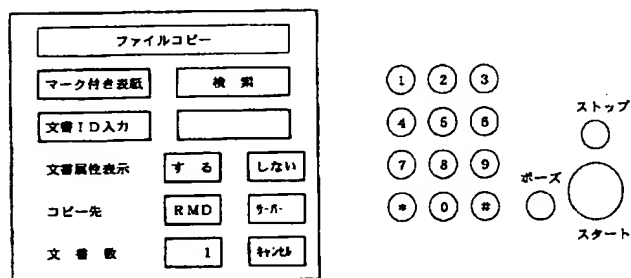 ファイルコピー
マーク付き表紙 検索
文書ID入力
文書属性表示 する しない
コピー先 RMD サーバー
文書数 1 キャンセル
1 2 3
4 5 6
7 8 9
* 0 #
ストップ
ポーズ
スタート